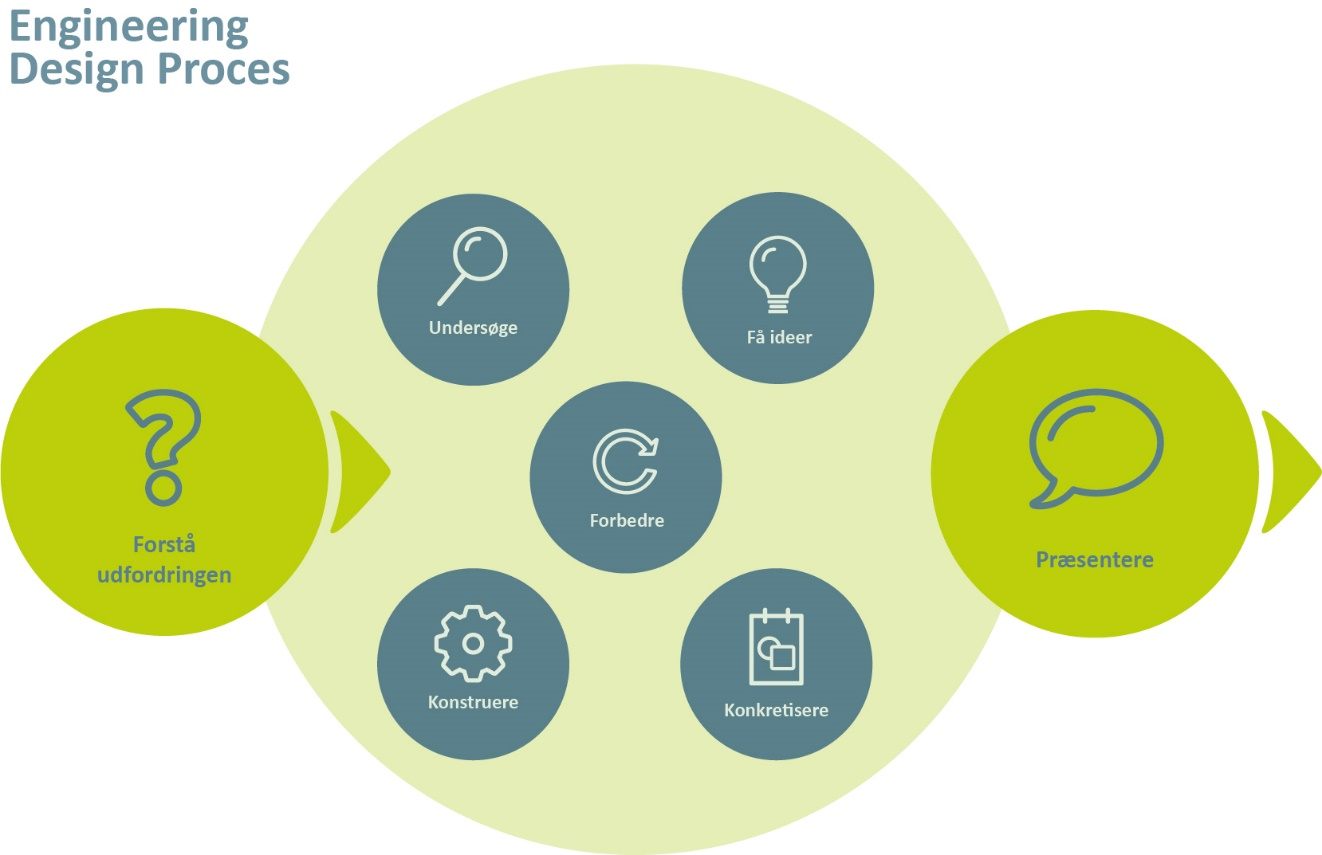 Engineering
Design Proces
Undersøge
Få ideer
Forstå
udfordringen
Forbedre
Præsentere
Konstruere
Konkretisere